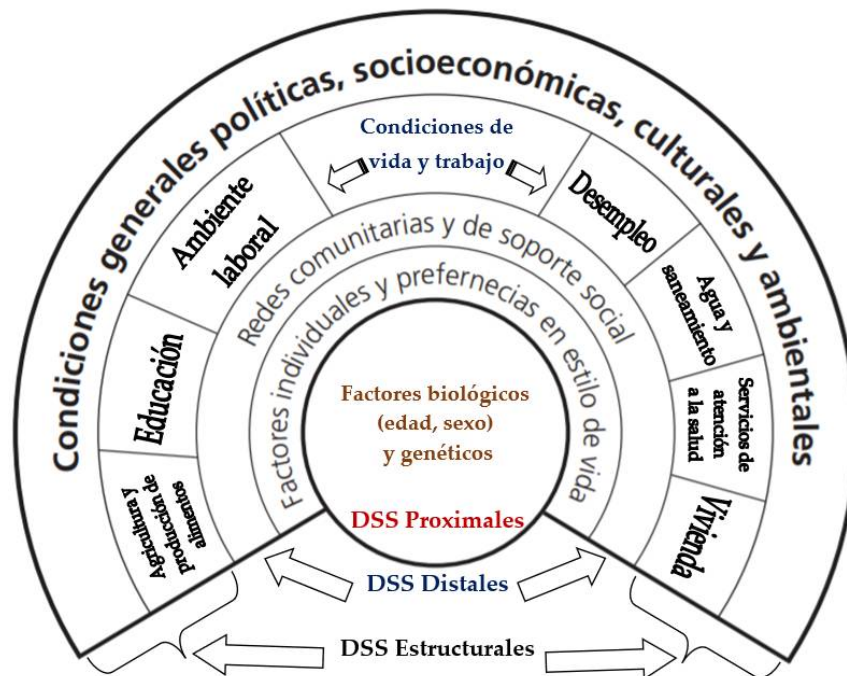 Condiciones generales políticas, socioeconómicas, culturales y ambientales
Condiciones de
vida y trabajo
Ambiente
laboral
Desempleo
Educación
Agua y
saneamiento
Agricultura y
producción de
alimentos
Servicios de
atención
a la salud
Vivienda
Redes comunitarias y de soporte social
Factores individuales y prefernecias en estilo de vida
Factores biológicos
(edad, sexo)
y genéticos
DSS Proximales
DSS Distales
DSS Estructurales